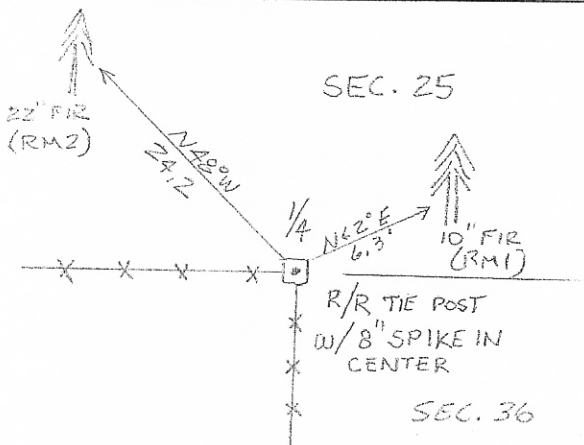 SEC. 25
22" FIR
(RM2)
N48°W
24.2
1/4
6.3'
10" FIR
(RM1)
R/R TIE POST
W/8" SPIKE IN
CENTER
SEC. 36